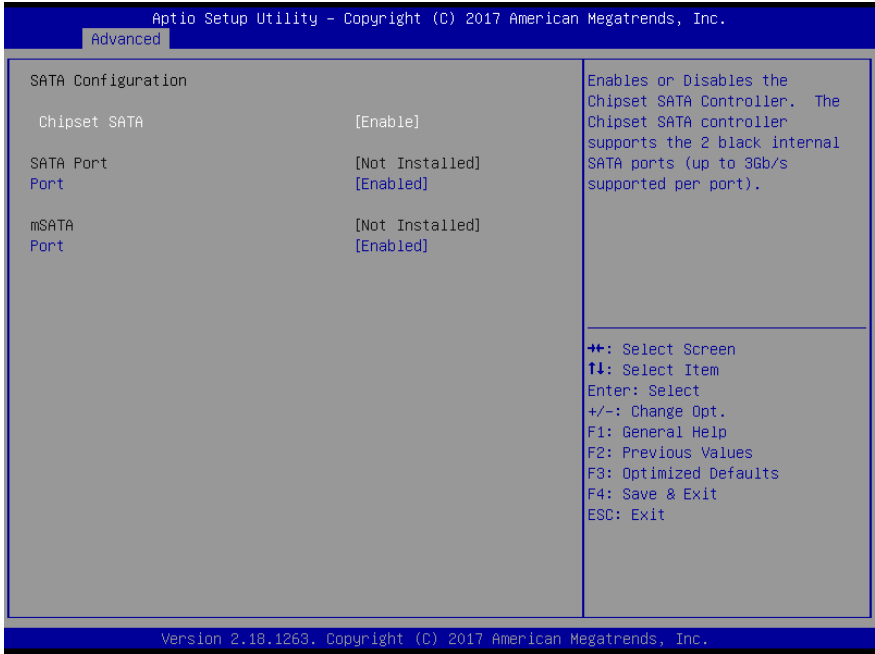 Aptio Setup Utility – Copyright (C) 2017 American Megatrends, Inc.
Advanced
SATA Configuration
Chipset SATA [Enable]
SATA Port [Not Installed]
Port [Enabled]
mSATA [Not Installed]
Port [Enabled]
Enables or Disables the
Chipset SATA Controller. The
Chipset SATA controller
supports the 2 black internal
SATA ports (up to 3Gb/s
supported per port).
→←: Select Screen
↑↓: Select Item
Enter: Select
+/-: Change Opt.
F1: General Help
F2: Previous Values
F3: Optimized Defaults
F4: Save & Exit
ESC: Exit
Version 2.18.1263. Copyright (C) 2017 American Megatrends, Inc.